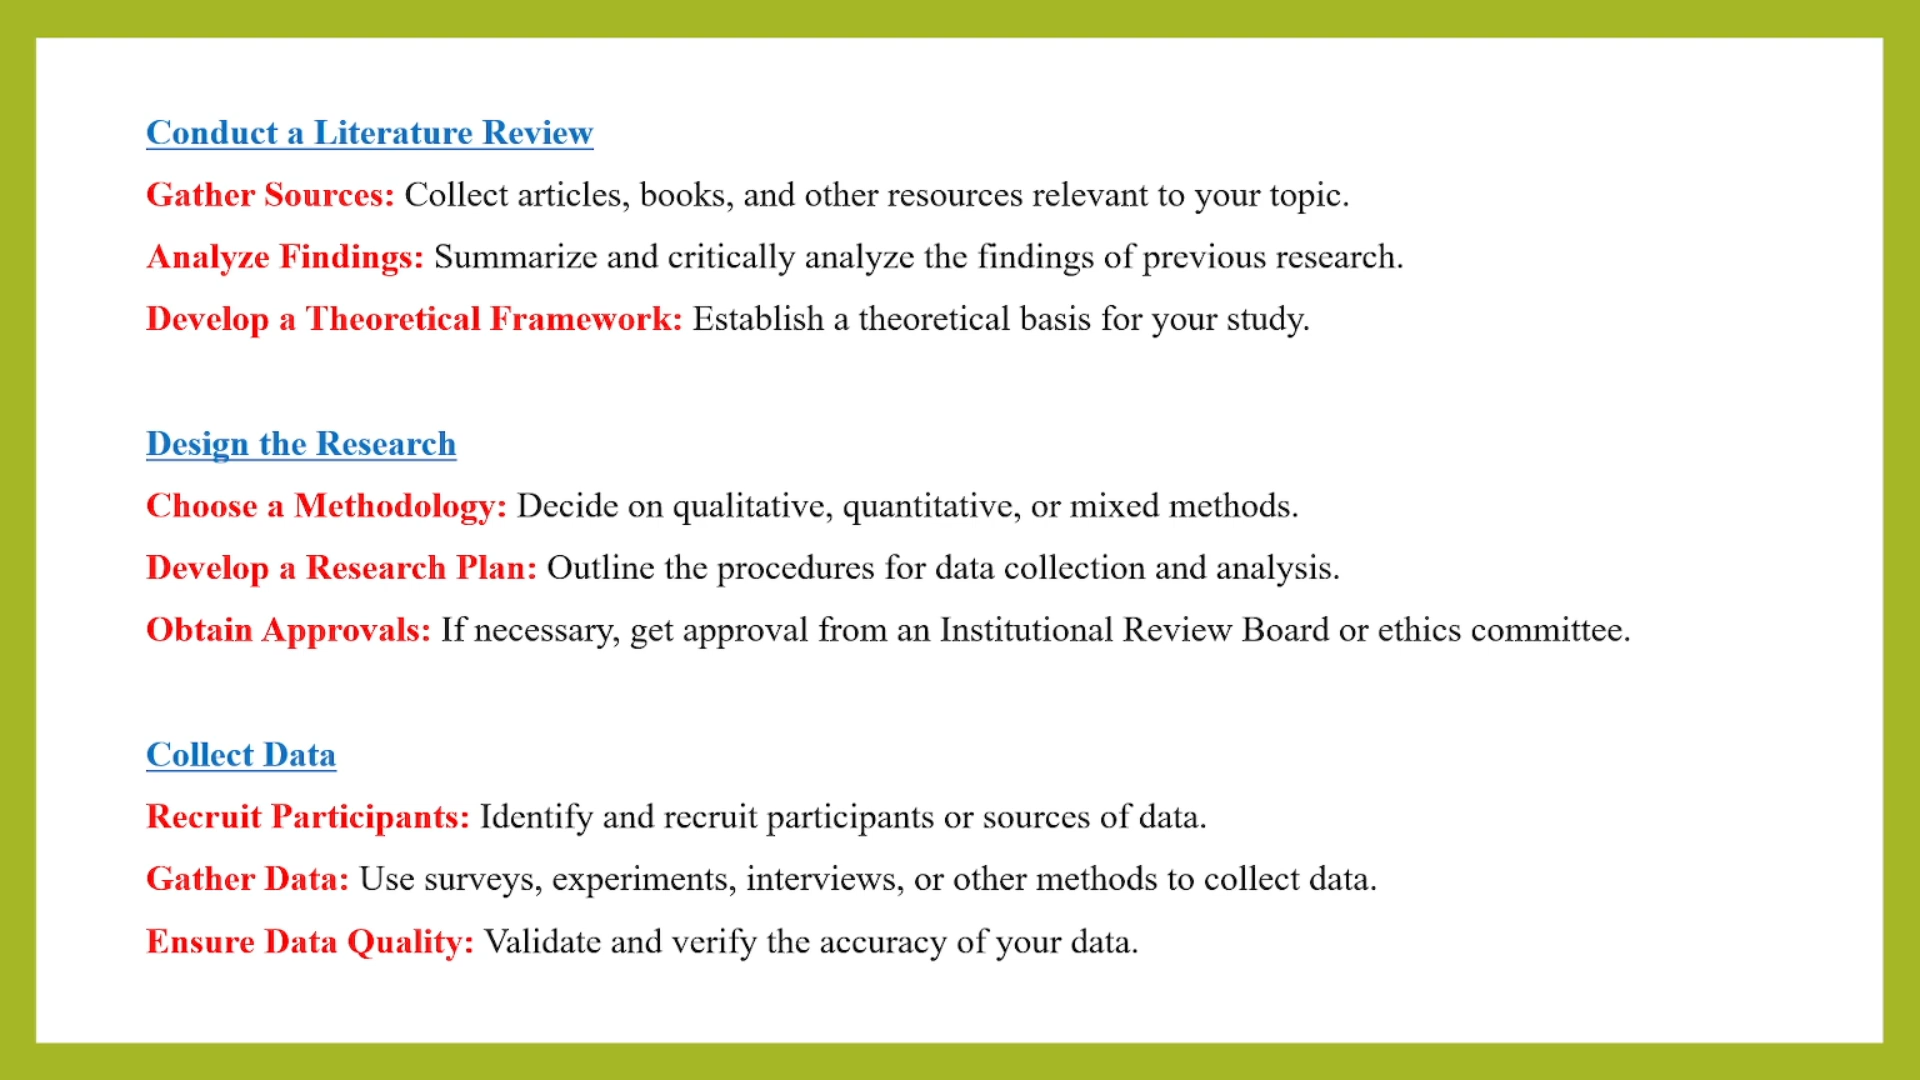 Conduct a Literature Review
Gather Sources: Collect articles, books, and other resources relevant to your topic.
Analyze Findings: Summarize and critically analyze the findings of previous research.
Develop a Theoretical Framework: Establish a theoretical basis for your study.
Design the Research
Choose a Methodology: Decide on qualitative, quantitative, or mixed methods.
Develop a Research Plan: Outline the procedures for data collection and analysis.
Obtain Approvals: If necessary, get approval from an Institutional Review Board or ethics committee.
Collect Data
Recruit Participants: Identify and recruit participants or sources of data.
Gather Data: Use surveys, experiments, interviews, or other methods to collect data.
Ensure Data Quality: Validate and verify the accuracy of your data.